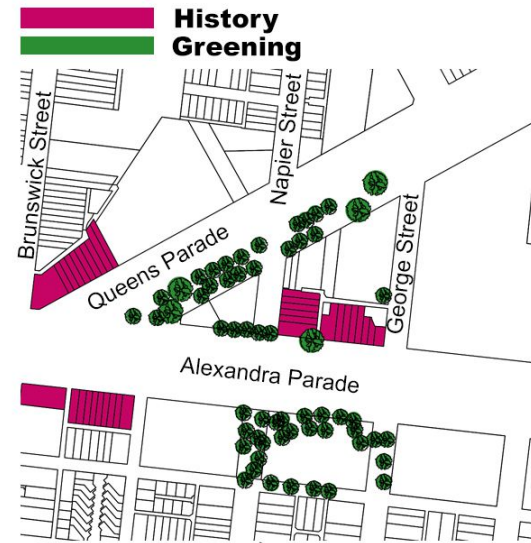 History
Greening
Brunswick Street
Napier Street
Queens Parade
George Street
Alexandra Parade